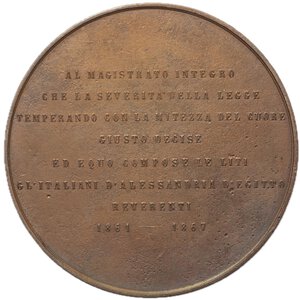 AL MAGISTRATO INTEGRO
CHE LA SEVERITÀ DELLA LEGGE
TEMPERANDO CON LA MITEZZA DEL CUORE
GIUSTO DECISE
ED EQUO COMPOSE LE LITI
GL'ITALIANI D'ALESSANDRIA D'EGITTO
REVERENTI
1861 — 1867